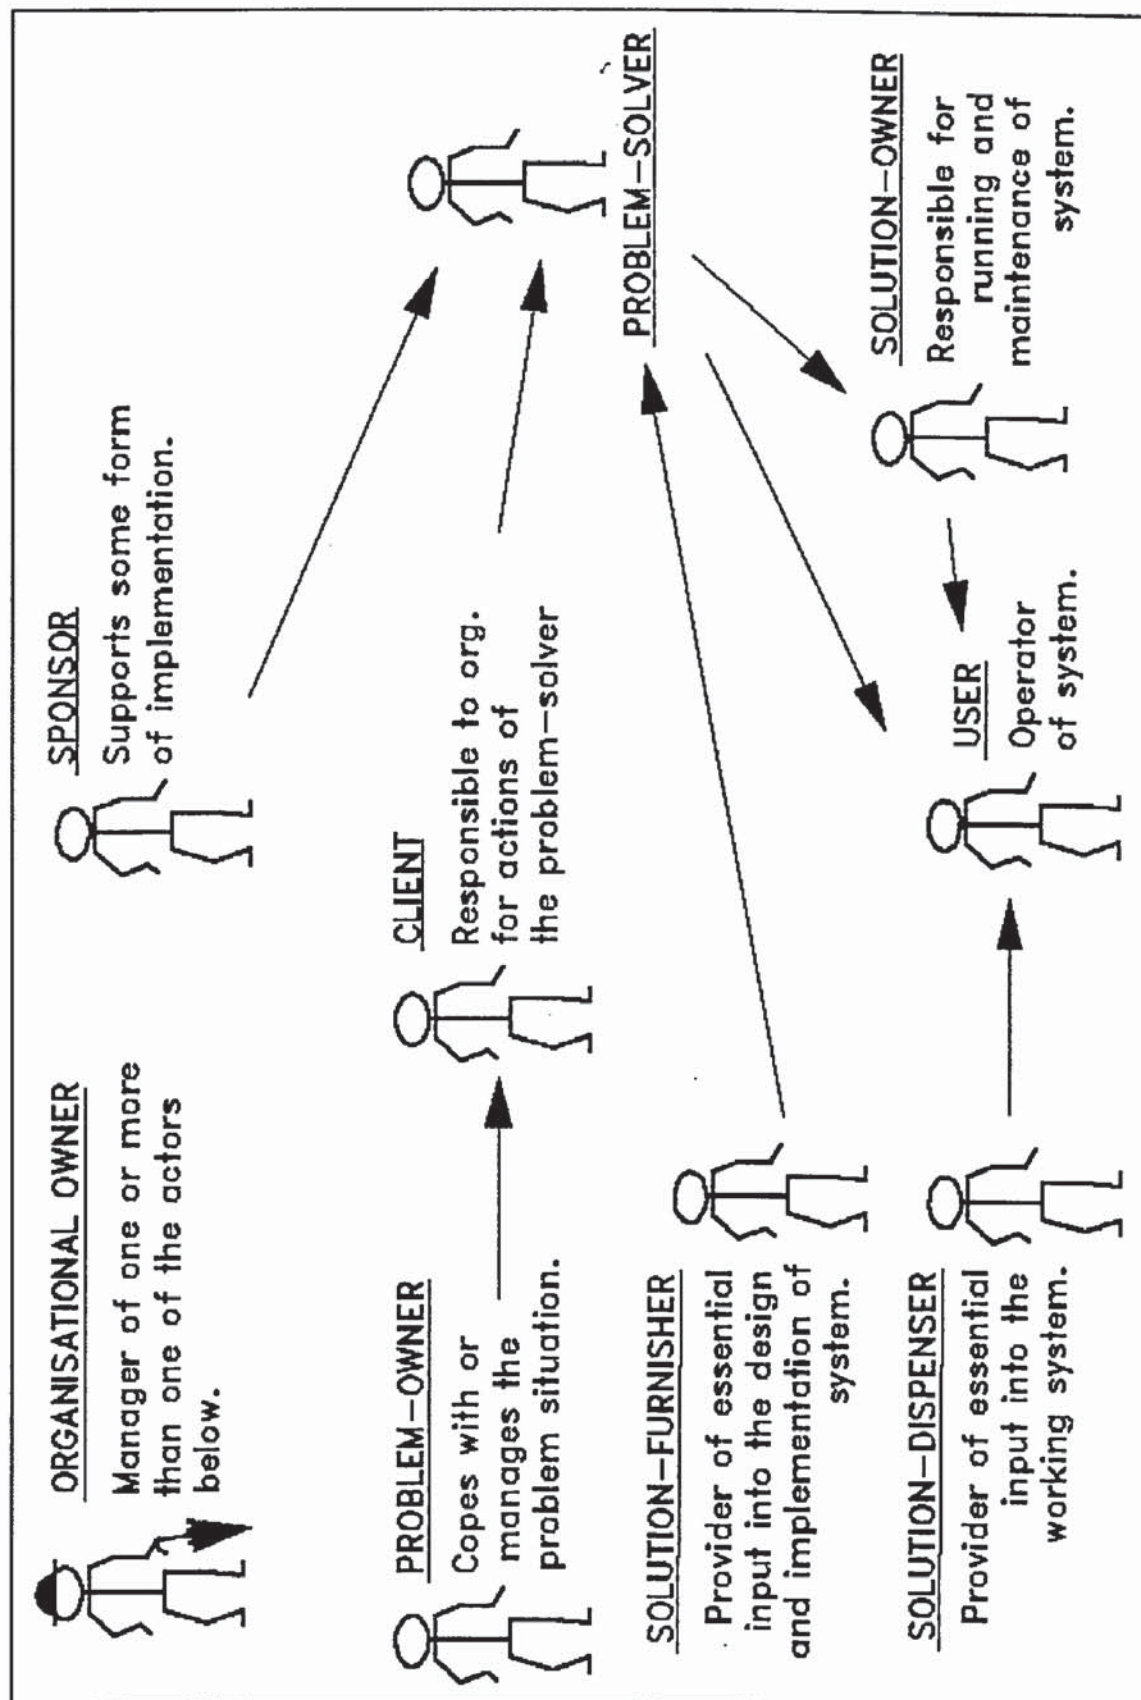 ORGANISATIONAL OWNER
Manager of one or more
than one of the actors
below.
SPONSOR
Supports some form
of implementation.
PROBLEM-OWNER
Copes with or
manages the
problem situation.
CLIENT
Responsible to org.
for actions of
the problem-solver
PROBLEM-SOLVER
SOLUTION-FURNISHER
Provider of essential
input into the design
and implementation of
system.
SOLUTION-DISPENSER
Provider of essential
input into the
working system.
USER
Operator
of system.
SOLUTION-OWNER
Responsible for
running and
maintenance of
system.